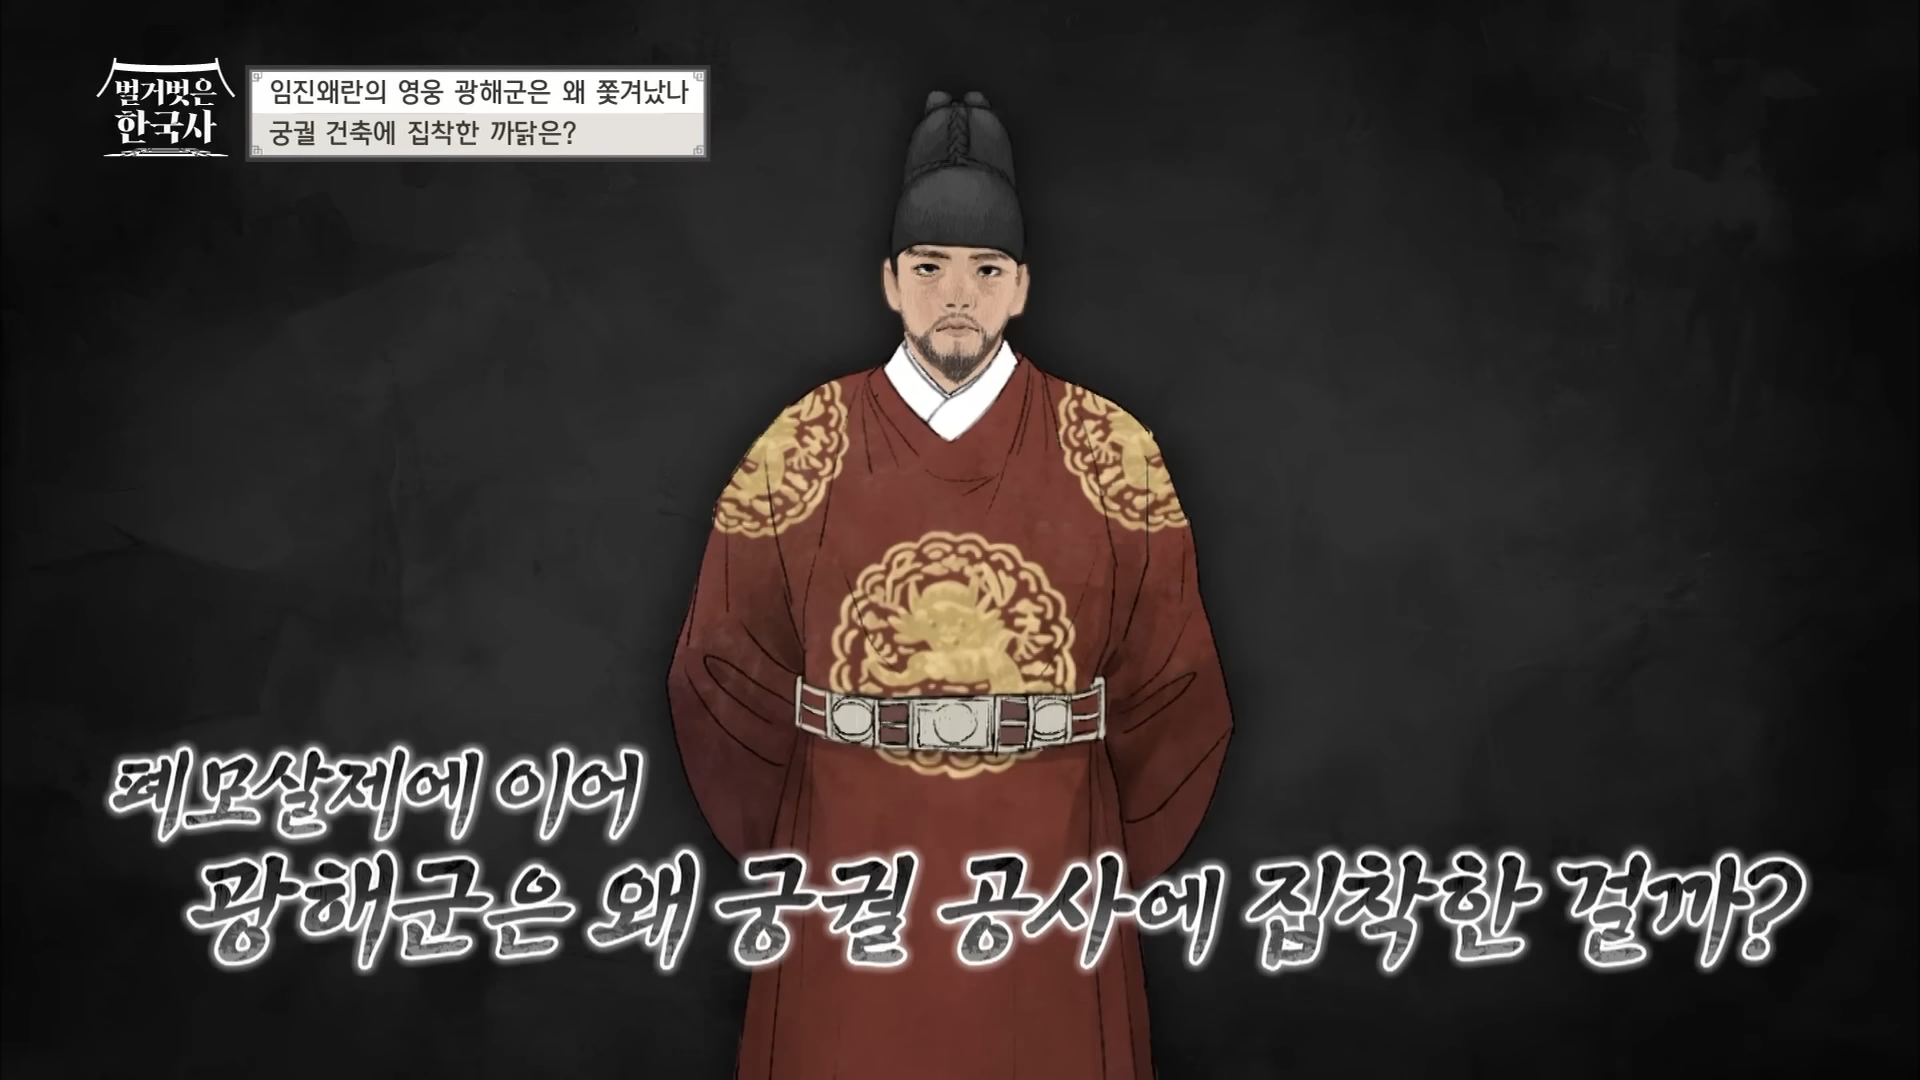 벌거벗은
한국사
임진왜란의 영웅 광해군은 왜 쫓겨났나
궁궐 건축에 집착한 까닭은?
폐모살제에 이어
광해군은 왜 궁궐 공사에 집착한 걸까?